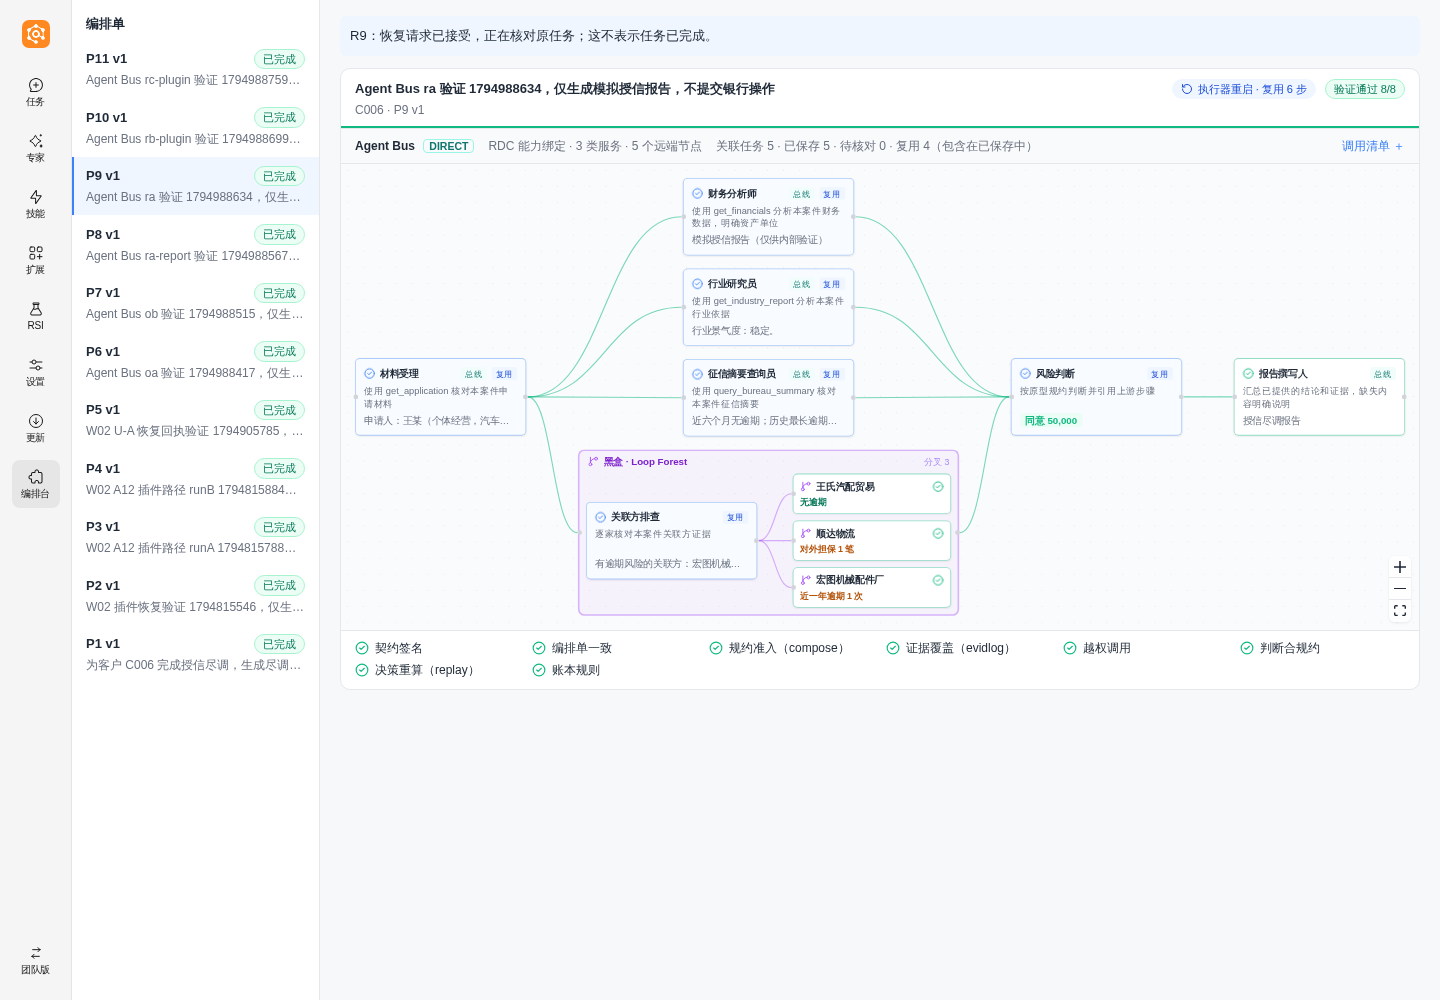 任务
专家
技能
扩展
RSI
设置
更新
编排台
团队版
编排单
P11 v1 已完成
Agent Bus rc-plugin 验证 1794988759…
P10 v1 已完成
Agent Bus rb-plugin 验证 1794988699…
P9 v1 已完成
Agent Bus ra 验证 1794988634，仅生…
P8 v1 已完成
Agent Bus ra-report 验证 1794988567…
P7 v1 已完成
Agent Bus ob 验证 1794988515，仅生…
P6 v1 已完成
Agent Bus oa 验证 1794988417，仅生…
P5 v1 已完成
W02 U-A 恢复回执验证 1794905785，…
P4 v1 已完成
W02 A12 插件路径 runB 1794815884…
P3 v1 已完成
W02 A12 插件路径 runA 1794815788…
P2 v1 已完成
W02 插件恢复验证 1794815546，仅生…
P1 v1 已完成
为客户 C006 完成授信尽调，生成尽调…
R9：恢复请求已接受，正在核对原任务；这不表示任务已完成。
Agent Bus ra 验证 1794988634，仅生成模拟授信报告，不提交银行操作 执行器重启 · 复用 6 步 验证通过 8/8
C006 · P9 v1
Agent Bus DIRECT RDC 能力绑定 · 3 类服务 · 5 个远端节点 关联任务 5 · 已保存 5 · 待核对 0 · 复用 4（包含在已保存中） 调用清单 +
材料受理 总线 复用
使用 get_application 核对本案件申
请材料
申请人：王某（个体经营，汽车…
财务分析师 总线 复用
使用 get_financials 分析本案件财务
数据，明确资产单位
模拟授信报告（仅供内部验证）
行业研究员 总线 复用
使用 get_industry_report 分析本案件
行业依据
行业景气度：稳定。
征信摘要查询员 总线 复用
使用 query_bureau_summary 核对
本案件征信摘要
近六个月无逾期；历史最长逾期…
黑盒 · Loop Forest 分叉 3
关联方排查 复用
逐家核对本案件关联方证据
有逾期风险的关联方：宏图机械…
王氏汽配贸易
无逾期
顺达物流
对外担保 1 笔
宏图机械配件厂
近一年逾期 1 次
风险判断 复用
按原型规约判断并引用上游步骤
同意 50,000
报告撰写人 总线
汇总已提供的结论和证据，缺失内
容明确说明
授信尽调报告
契约签名 编排单一致 规约准入（compose） 证据覆盖（evidlog） 越权调用 判断合规约
决策重算（replay） 账本规则